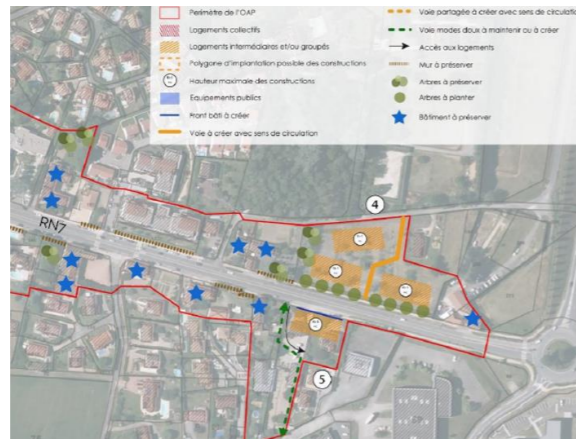 Périmètre de l'OAP
Logements collectifs
Logements intermédiaires et/ou groupés
Polygone d'implantation possible des constructions
Hauteur maximale des constructions
Equipements publics
Front bâti à créer
Voie à créer avec sens de circulation
Voie partagée à créer avec sens de circula
Voie modes doux à maintenir ou à créer
Accès aux logements
Mur à préserver
Arbres à préserver
Arbres à planter
Bâtiment à préserver
4
RN7
5